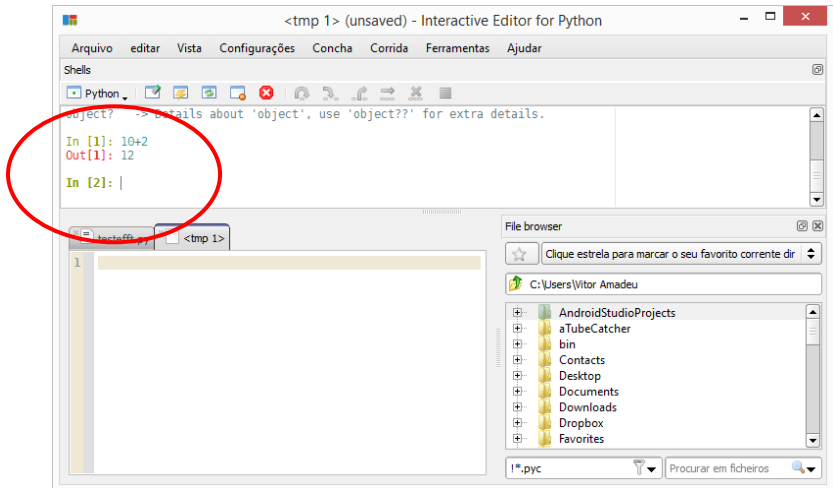 <tmp 1> (unsaved) - Interactive Editor for Python
Arquivo editar Vista Configurações Concha Corrida Ferramentas Ajudar
Shells
Python
object? -> Details about 'object', use 'object??' for extra details.
In [1]: 10+2
Out[1]: 12
In [2]:
testefft.py <tmp 1>
1
File browser
Clique estrela para marcar o seu favorito corrente dir
C:\Users\Vitor Amadeu
AndroidStudioProjects
aTubeCatcher
bin
Contacts
Desktop
Documents
Downloads
Dropbox
Favorites
!*.pyc Procurar em ficheiros